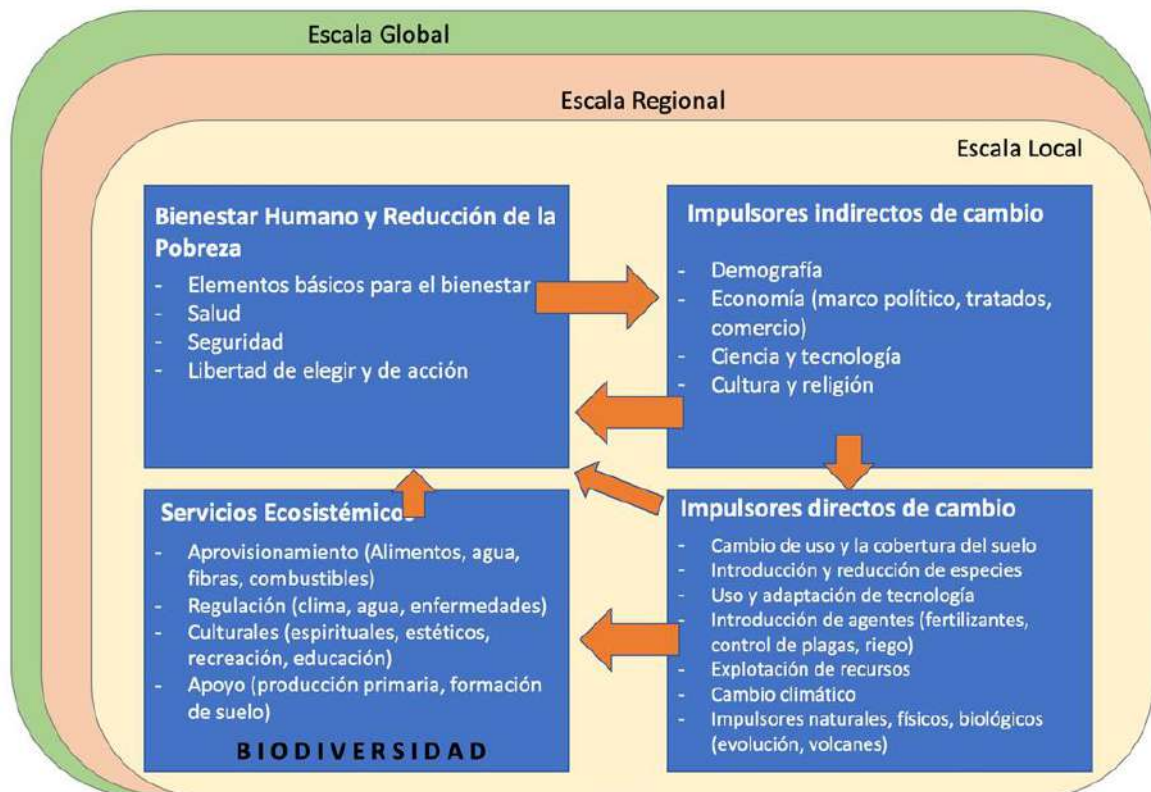 Escala Global
Escala Regional
Escala Local
Bienestar Humano y Reducción de la
Pobreza
- Elementos básicos para el bienestar
- Salud
- Seguridad
- Libertad de elegir y de acción
Impulsores indirectos de cambio
- Demografía
- Economía (marco político, tratados,
comercio)
- Ciencia y tecnología
- Cultura y religión
Servicios Ecosistémicos
- Aprovisionamiento (Alimentos, agua,
fibras, combustibles)
- Regulación (clima, agua, enfermedades)
- Culturales (espirituales, estéticos,
recreación, educación)
- Apoyo (producción primaria, formación
de suelo)
BIODIVERSIDAD
Impulsores directos de cambio
- Cambio de uso y la cobertura del suelo
- Introducción y reducción de especies
- Uso y adaptación de tecnología
- Introducción de agentes (fertilizantes,
control de plagas, riego)
- Explotación de recursos
- Cambio climático
- Impulsores naturales, físicos, biológicos
(evolución, volcanes)